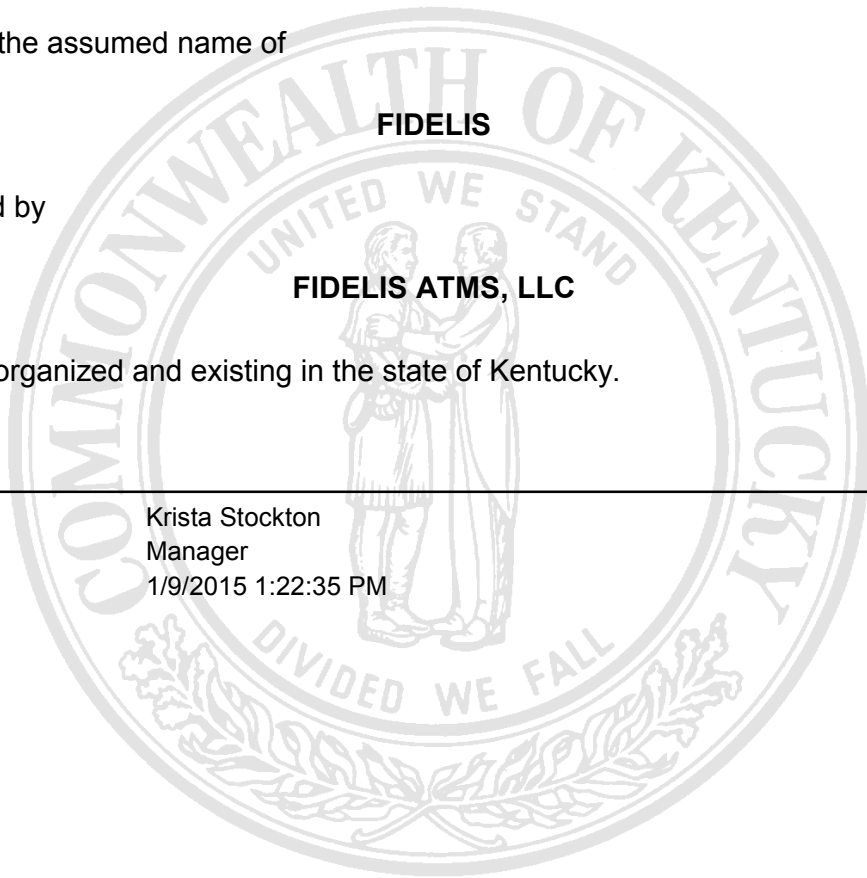 the assumed name of
FIDELIS
d by
FIDELIS ATMS, LLC
organized and existing in the state of Kentucky.
Krista Stockton
Manager
1/9/2015 1:22:35 PM
COMMONWEALTH OF KENTUCKY
UNITED WE STAND
DIVIDED WE FALL